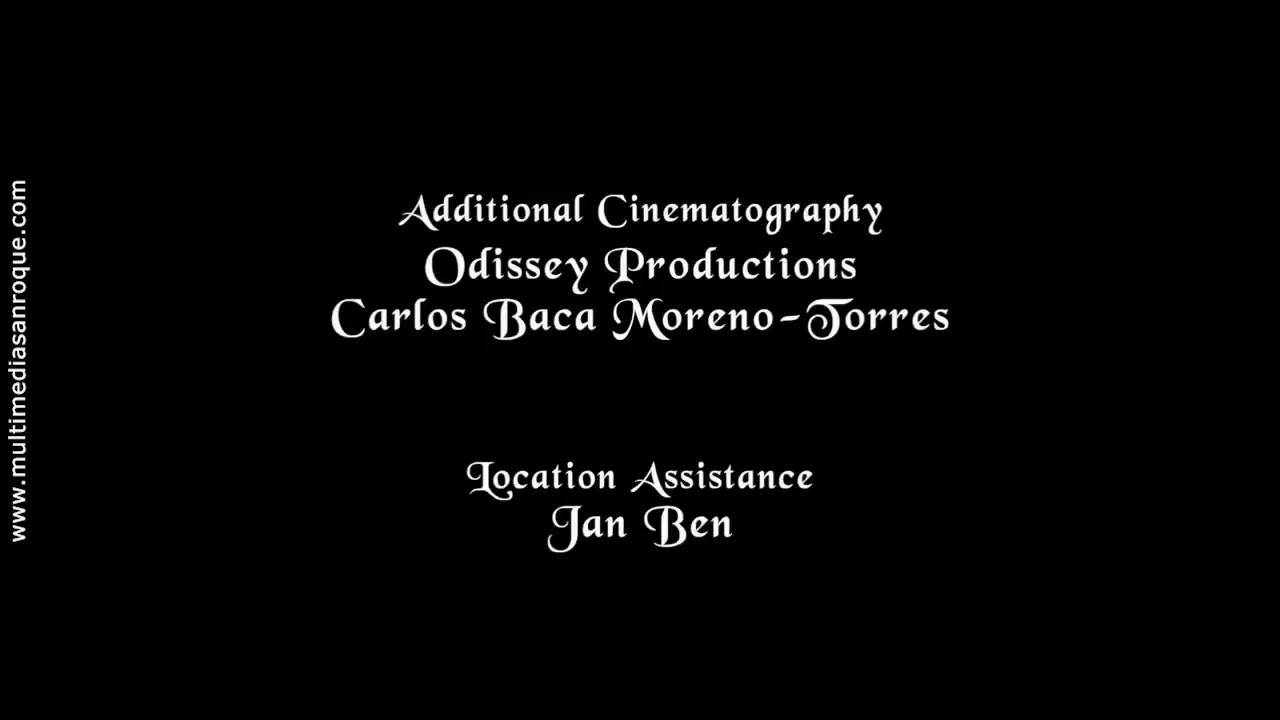 Additional Cinematography
Odissey Productions
Carlos Baca Moreno-Torres
Location Assistance
Jan Ben
www.multimediasanroque.com